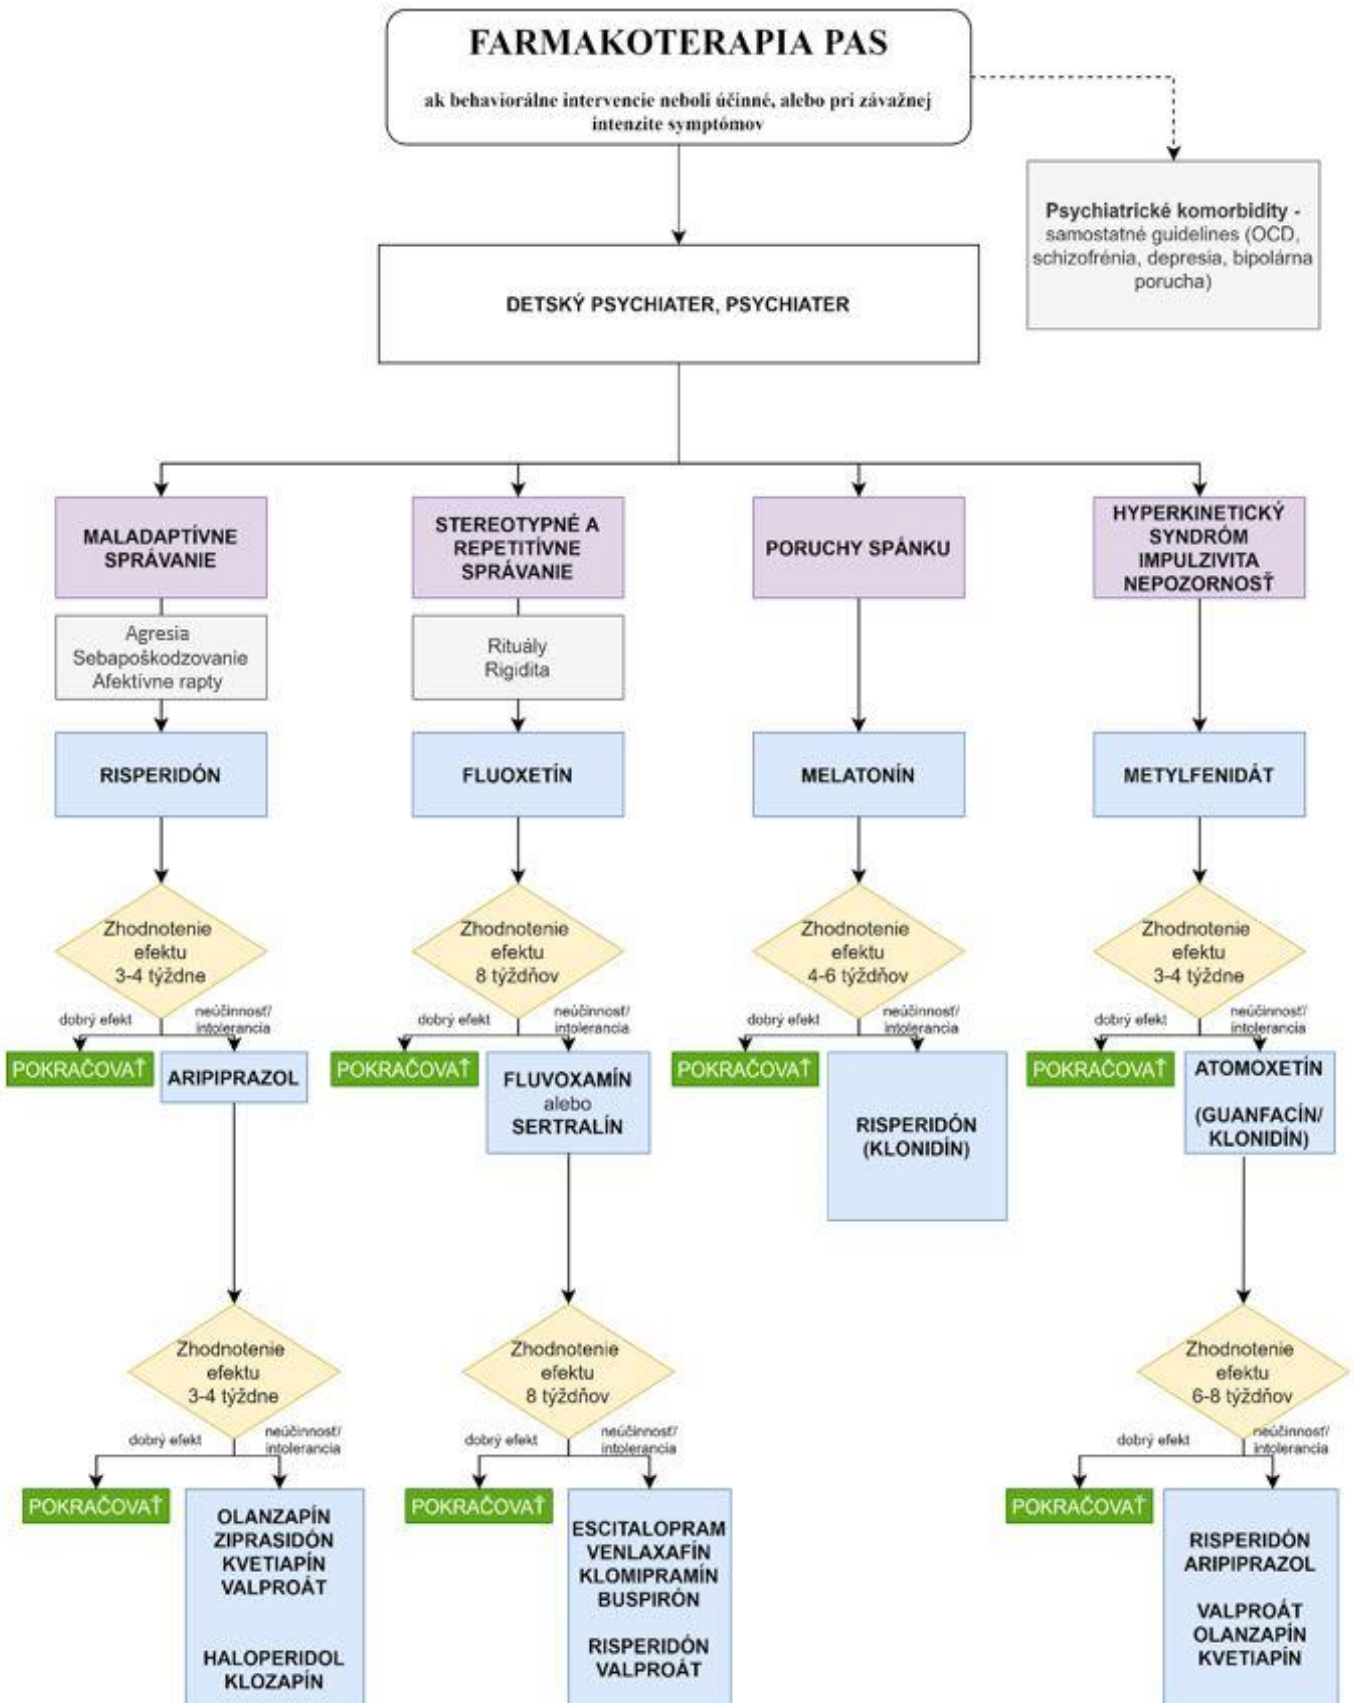 FARMAKOTERAPIA PAS
ak behaviorálne intervencie neboli účinné, alebo pri závažnej
intenzite symptómov
Psychiatrické komorbidity -
samostatné guidelines (OCD,
schizofrénia, depresia, bipolárna
porucha)
DETSKÝ PSYCHIATER, PSYCHIATER
MALADAPTÍVNE
SPRÁVANIE
Agresia
Sebapoškodzovanie
Afektívne rapty
RISPERIDÓN
Zhodnotenie
efektu
3-4 týždne
dobrý efekt
neúčinnosť/
intolerancia
POKRAČOVAŤ
ARIPIPRAZOL
Zhodnotenie
efektu
3-4 týždne
dobrý efekt
neúčinnosť/
intolerancia
POKRAČOVAŤ
OLANZAPÍN
ZIPRASIDÓN
KVETIAPÍN
VALPROÁT
HALOPERIDOL
KLOZAPÍN
STEREOTYPNÉ A
REPETITÍVNE
SPRÁVANIE
Rituály
Rigidita
FLUOXETÍN
Zhodnotenie
efektu
8 týždňov
dobrý efekt
neúčinnosť/
intolerancia
POKRAČOVAŤ
FLUVOXAMÍN
alebo
SERTRALÍN
Zhodnotenie
efektu
8 týždňov
dobrý efekt
neúčinnosť/
intolerancia
POKRAČOVAŤ
ESCITALOPRAM
VENLAXAFÍN
KLOMIPRAMÍN
BUSPIRÓN
RISPERIDÓN
VALPROÁT
PORUCHY SPÁNKU
MELATONÍN
Zhodnotenie
efektu
4-6 týždňov
dobrý efekt
neúčinnosť/
intolerancia
POKRAČOVAŤ
RISPERIDÓN
(KLONIDÍN)
HYPERKINETICKÝ
SYNDRÓM
IMPULZIVITA
NEPOZORNOSŤ
METYLFENIDÁT
Zhodnotenie
efektu
3-4 týždne
dobrý efekt
neúčinnosť/
intolerancia
POKRAČOVAŤ
ATOMOXETÍN
(GUANFACÍN/
KLONIDÍN)
Zhodnotenie
efektu
6-8 týždňov
dobrý efekt
neúčinnosť/
intolerancia
POKRAČOVAŤ
RISPERIDÓN
ARIPIPRAZOL
VALPROÁT
OLANZAPÍN
KVETIAPÍN